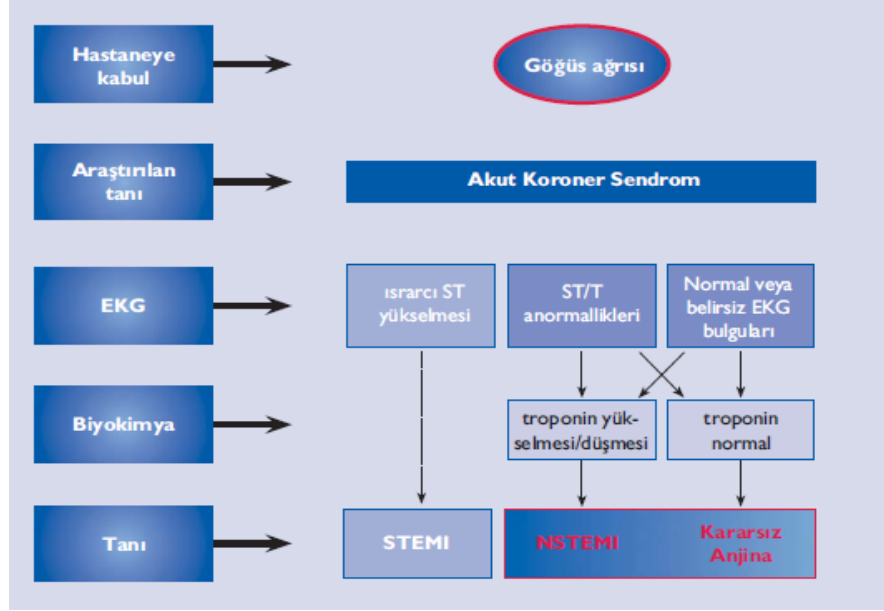 Hastaneye
kabul
Göğüs ağrısı
Araştırılan
tanı
Akut Koroner Sendrom
EKG
ısrarcı ST
yükselmesi
ST/T
anormallikleri
Normal veya
belirsiz EKG
bulguları
Biyokimya
troponin yük-
selmesi/düşmesi
troponin
normal
Tanı
STEMI
NSTEMI
Kararsız
Anjina